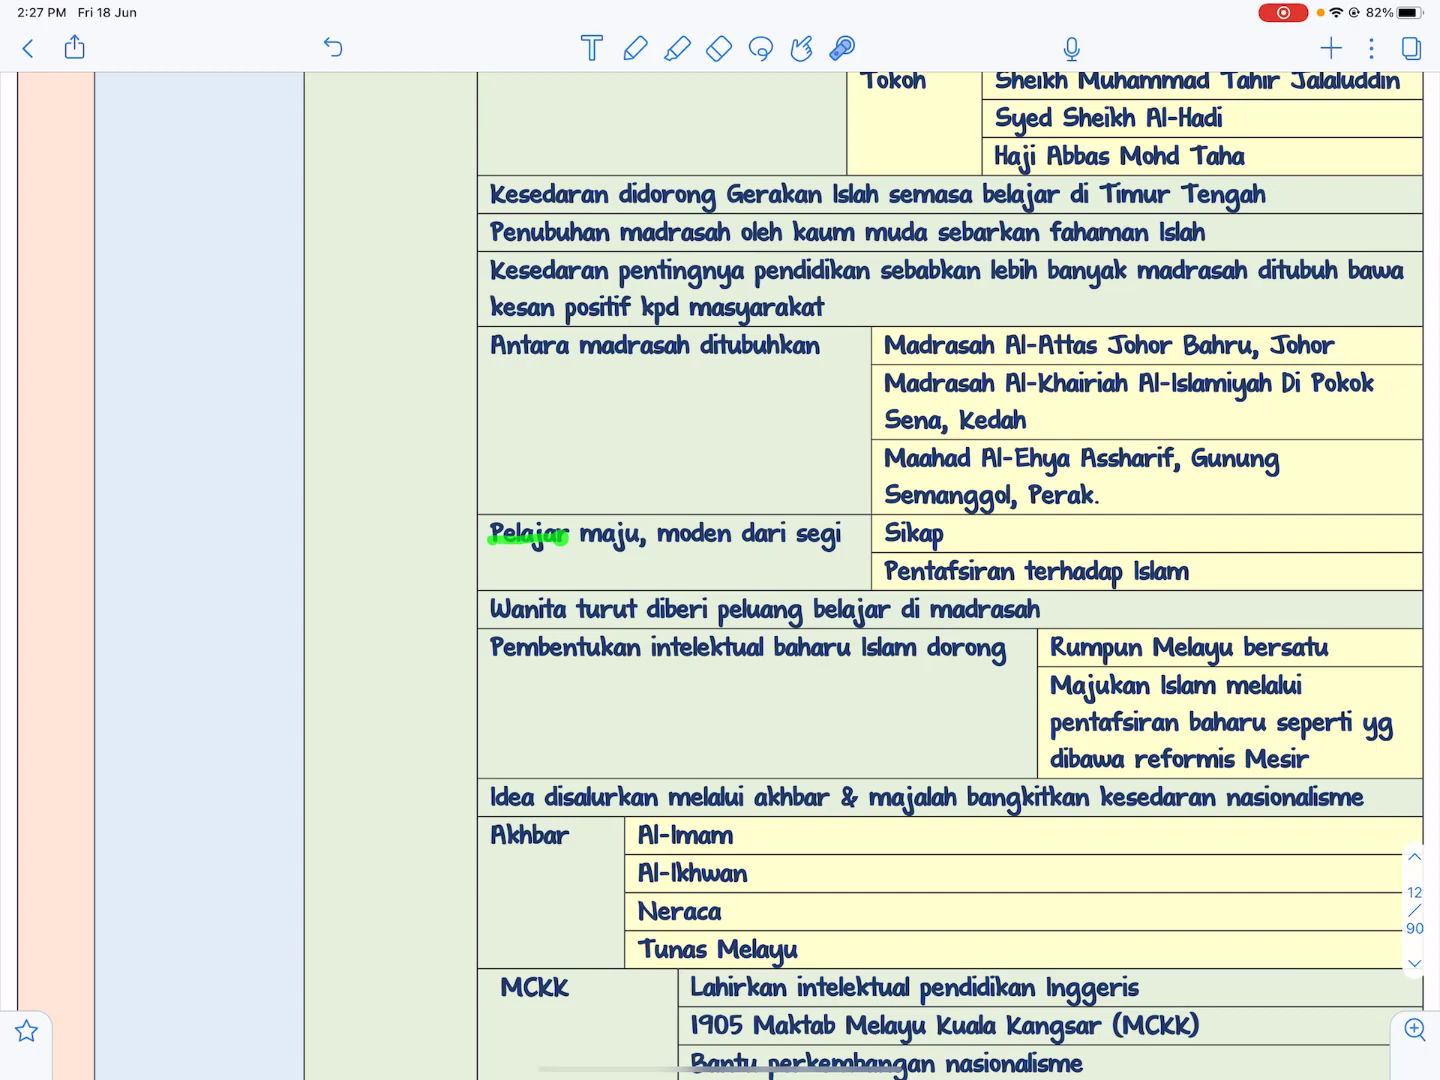 2:27 PM Fri 18 Jun
82%
Tokoh
Sheikh Muhammad Tahir Jalaluddin
Syed Sheikh Al-Hadi
Haji Abbas Mohd Taha
Kesedaran didorong Gerakan Islah semasa belajar di Timur Tengah
Penubuhan madrasah oleh kaum muda sebarkan fahaman Islah
Kesedaran pentingnya pendidikan sebabkan lebih banyak madrasah ditubuh bawa
kesan positif kpd masyarakat
Antara madrasah ditubuhkan
Madrasah Al-Attas Johor Bahru, Johor
Madrasah Al-Khairiah Al-Islamiyah Di Pokok
Sena, Kedah
Maahad Al-Ehya Assharif, Gunung
Semanggol, Perak.
Pelajar maju, moden dari segi
Sikap
Pentafsiran terhadap Islam
Wanita turut diberi peluang belajar di madrasah
Pembentukan intelektual baharu Islam dorong
Rumpun Melayu bersatu
Majukan Islam melalui
pentafsiran baharu seperti yg
dibawa reformis Mesir
Idea disalurkan melalui akhbar & majalah bangkitkan kesedaran nasionalisme
Akhbar
Al-Imam
Al-Ikhwan
Neraca
Tunas Melayu
12
/
90
MCKK
Lahirkan intelektual pendidikan Inggeris
1905 Maktab Melayu Kuala Kangsar (MCKK)
Bantu perkembangan nasionalisme